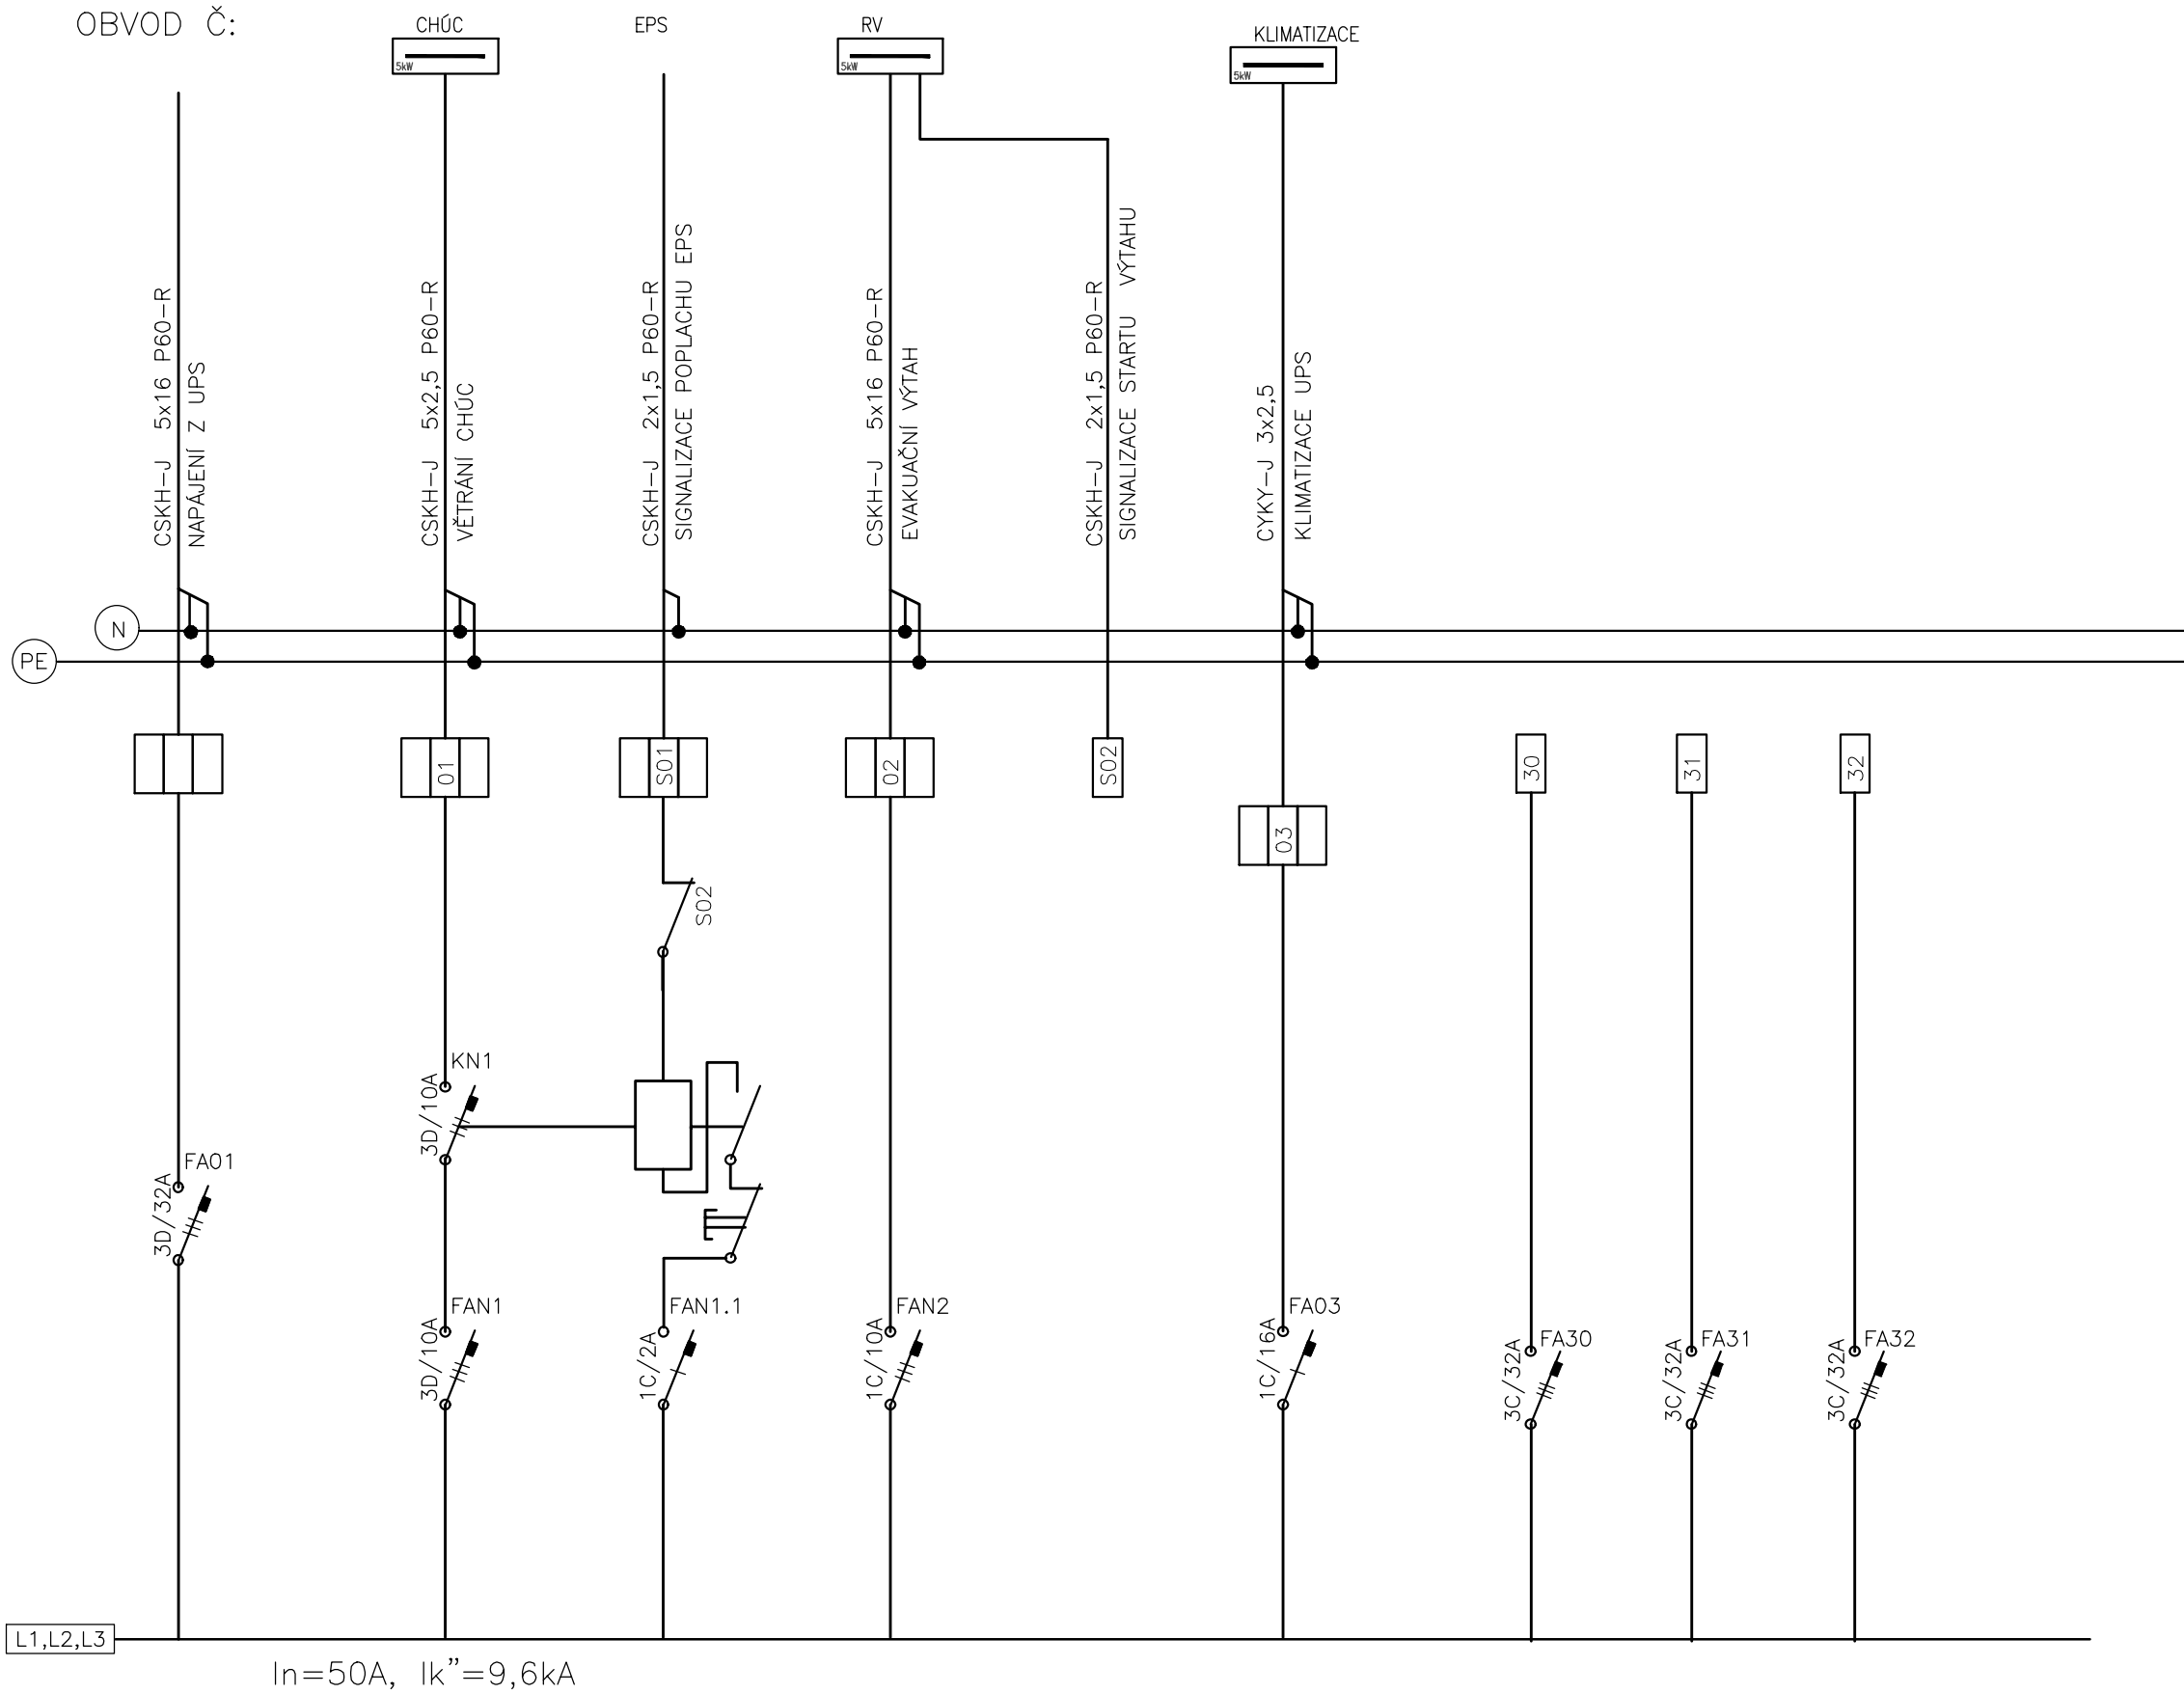 OBVOD Č:
CHÚC
EPS
RV
KLIMATIZACE
5kW
5kW
5kW
CSKH-J 5x16 P60-R
NAPÁJENÍ Z UPS
CSKH-J 5x2,5 P60-R
VĚTRÁNÍ CHÚC
CSKH-J 2x1,5 P60-R
SIGNALIZACE POPLACHU EPS
CSKH-J 5x16 P60-R
EVAKUAČNÍ VÝTAH
CSKH-J 2x1,5 P60-R
SIGNALIZACE STARTU VÝTAHU
CYKY-J 3x2,5
KLIMATIZACE UPS
N
PE
01
S01
02
S02
03
30
31
32
S02
KN1
3D/10A
FA01
3D/32A
FAN1
3D/10A
FAN1.1
1C/2A
FAN2
1C/10A
FA03
1C/16A
FA30
3C/32A
FA31
3C/32A
FA32
3C/32A
L1,L2,L3
In=50A, Ik"=9,6kA